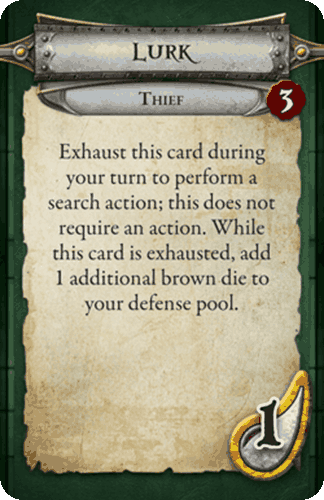 Lurk
Thief
3
Exhaust this card during
your turn to perform a
search action; this does not
require an action. While
this card is exhausted, add
1 additional brown die to
your defense pool.
1